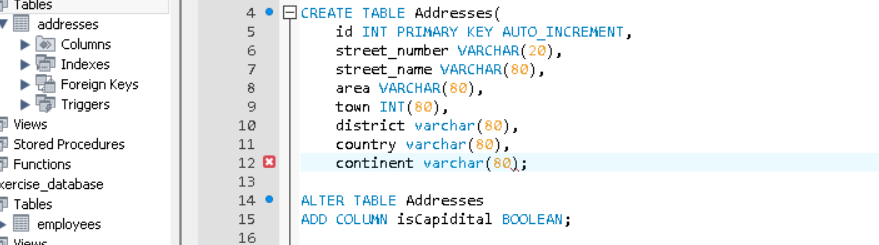 Tables
addresses
Columns
Indexes
Foreign Keys
Triggers
Views
Stored Procedures
Functions
xercise_database
Tables
employees
Views
4 CREATE TABLE Addresses(
5 id INT PRIMARY KEY AUTO_INCREMENT,
6 street_number VARCHAR(20),
7 street_name VARCHAR(80),
8 area VARCHAR(80),
9 town INT(80),
10 district varchar(80),
11 country varchar(80),
12 continent varchar(80);
13
14 ALTER TABLE Addresses
15 ADD COLUMN isCapidital BOOLEAN;
16